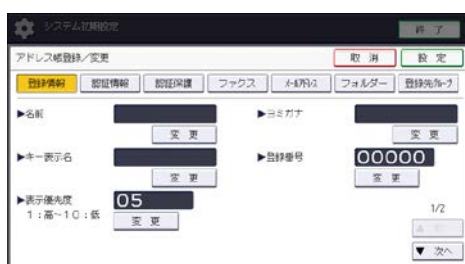 システム初期設定
終 了
アドレス帳登録／変更
取 消
設 定
登録情報
認証情報
認証保護
ファックス
メールアドレス
フォルダー
登録先グループ
▶名前
▶ヨミガナ
変 更
変 更
▶キー表示名
▶登録番号
00000
変 更
変 更
▶表示優先度
05
1：高～10：低
変 更
1/2
▼ 次へ